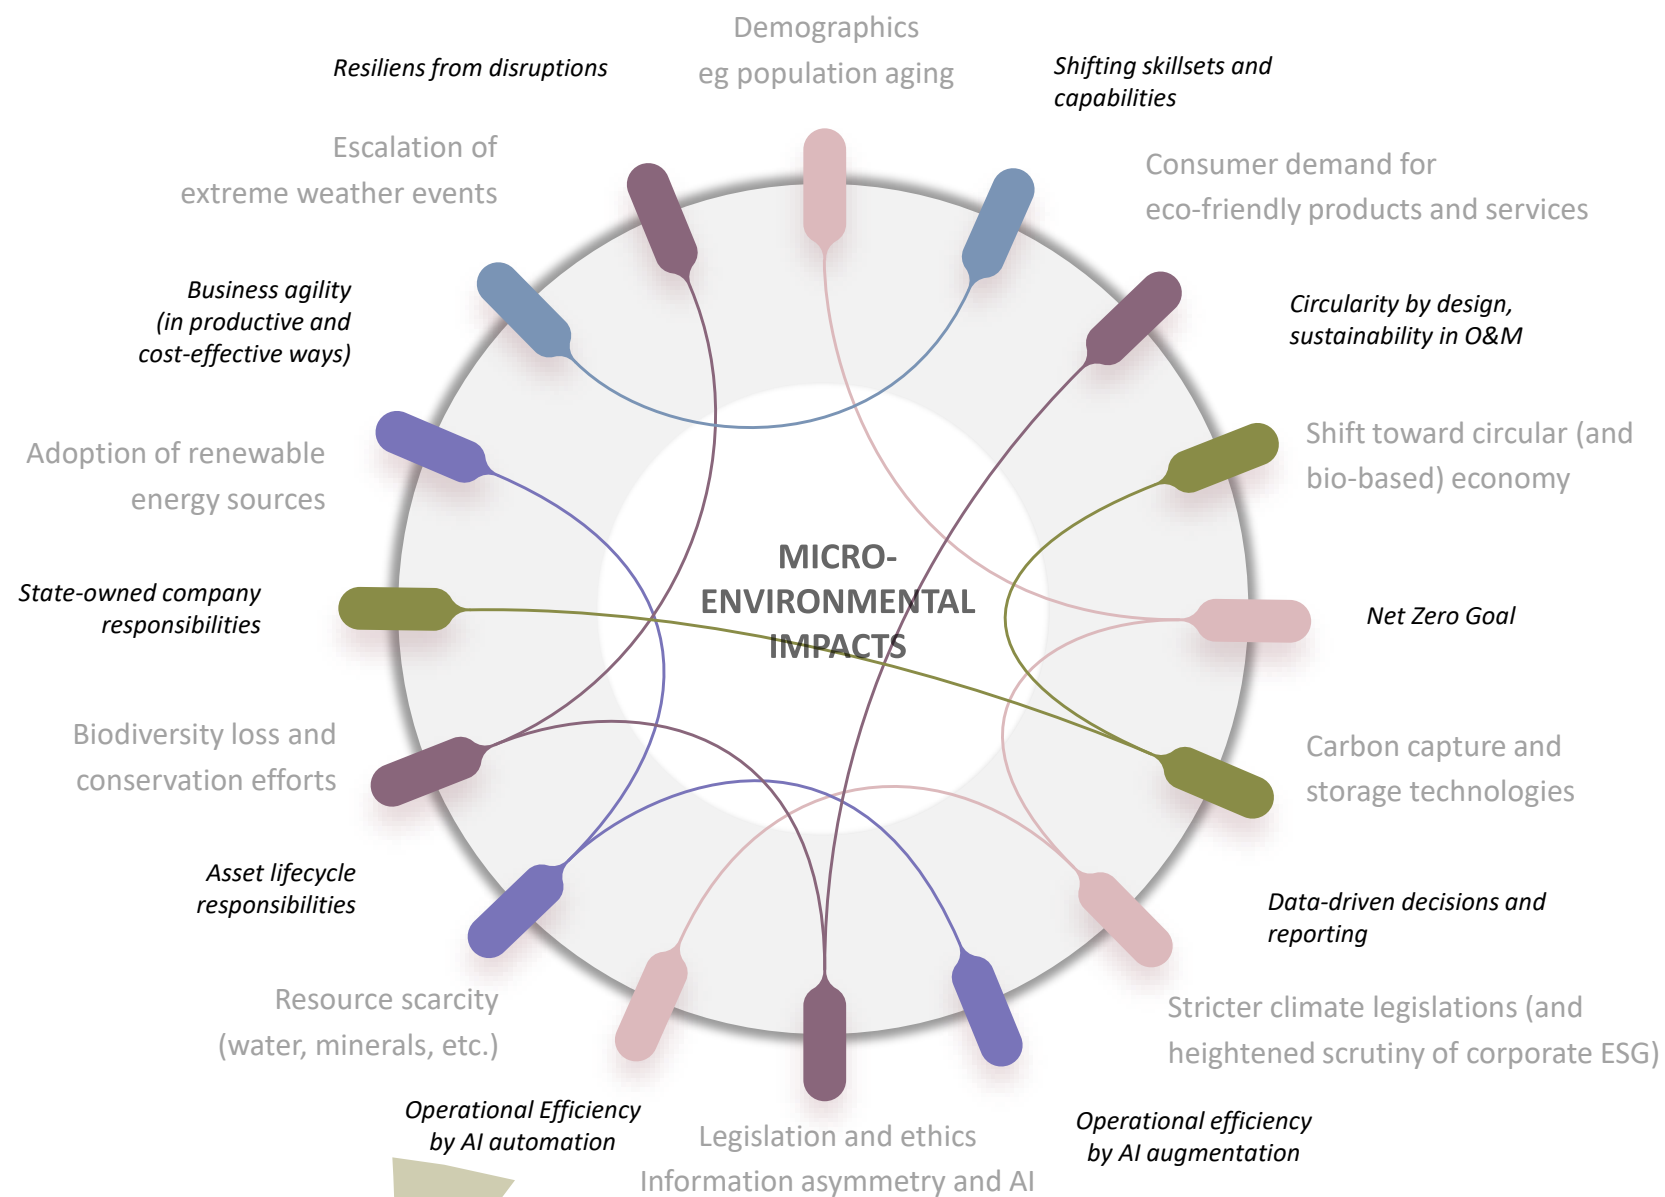 Demographics
eg population aging
Resiliens from disruptions
Shifting skillsets and
capabilities
Escalation of
extreme weather events
Consumer demand for
eco-friendly products and services
Business agility
(in productive and
cost-effective ways)
Circularity by design,
sustainability in O&M
Adoption of renewable
energy sources
Shift toward circular (and
bio-based) economy
MICRO-
ENVIRONMENTAL
IMPACTS
State-owned company
responsibilities
Net Zero Goal
Biodiversity loss and
conservation efforts
Carbon capture and
storage technologies
Asset lifecycle
responsibilities
Data-driven decisions and
reporting
Resource scarcity
(water, minerals, etc.)
Stricter climate legislations (and
heightened scrutiny of corporate ESG)
Operational Efficiency
by AI automation
Legislation and ethics
Information asymmetry and AI
Operational efficiency
by AI augmentation